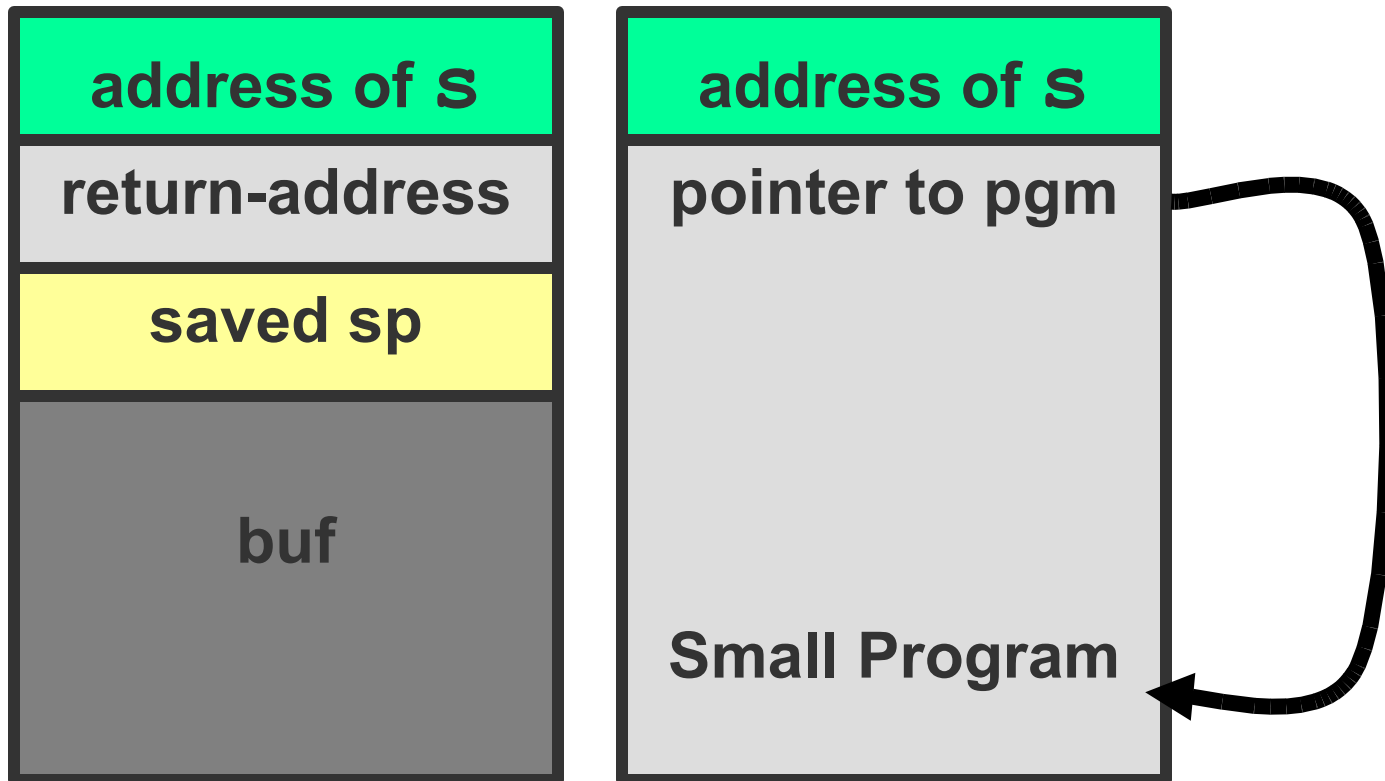 address of s
return-address
saved sp
buf
address of s
pointer to pgm
Small Program